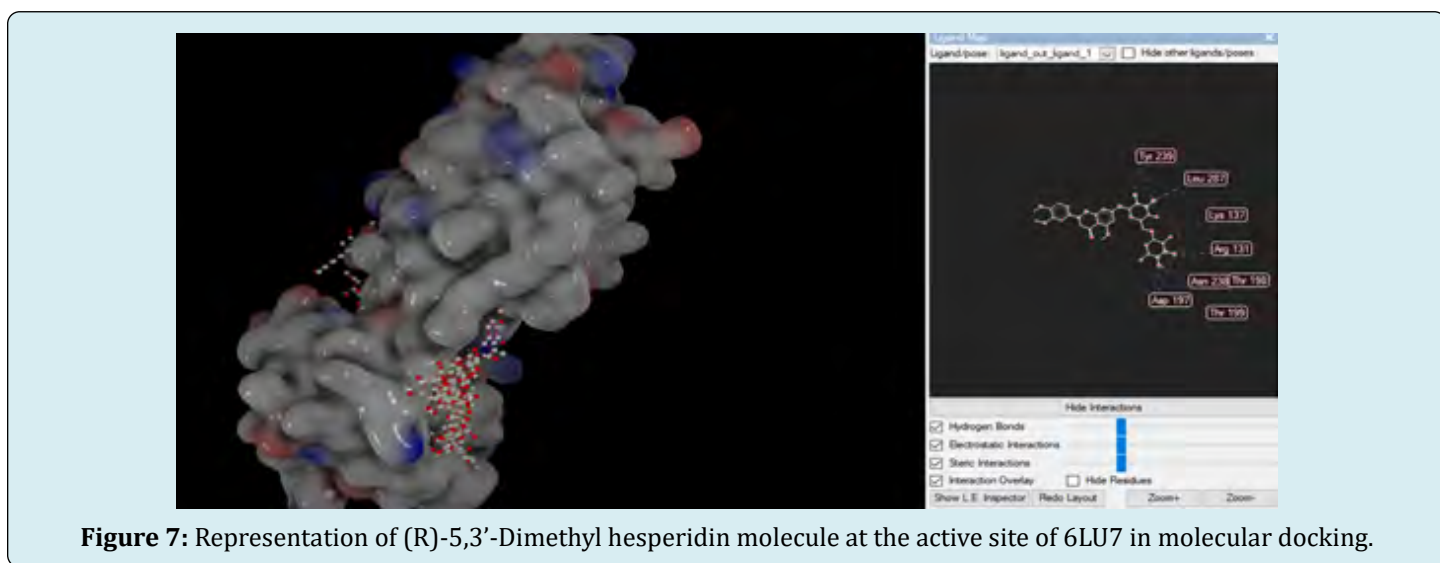 Ligand Map
Ligand/pose: ligand_out_ligand_1 Hide other ligands/poses
Tyr 239
Leu 287
Lys 137
Arg 131
Asn 238 Thr 198
Asp 197
Thr 199
Hide Interactions
Hydrogen Bonds
Electrostatic Interactions
Steric Interactions
Interaction Overlay Hide Residues
Show L.E. Inspector Redo Layout Zoom+ Zoom-
Figure 7: Representation of (R)-5,3’-Dimethyl hesperidin molecule at the active site of 6LU7 in molecular docking.